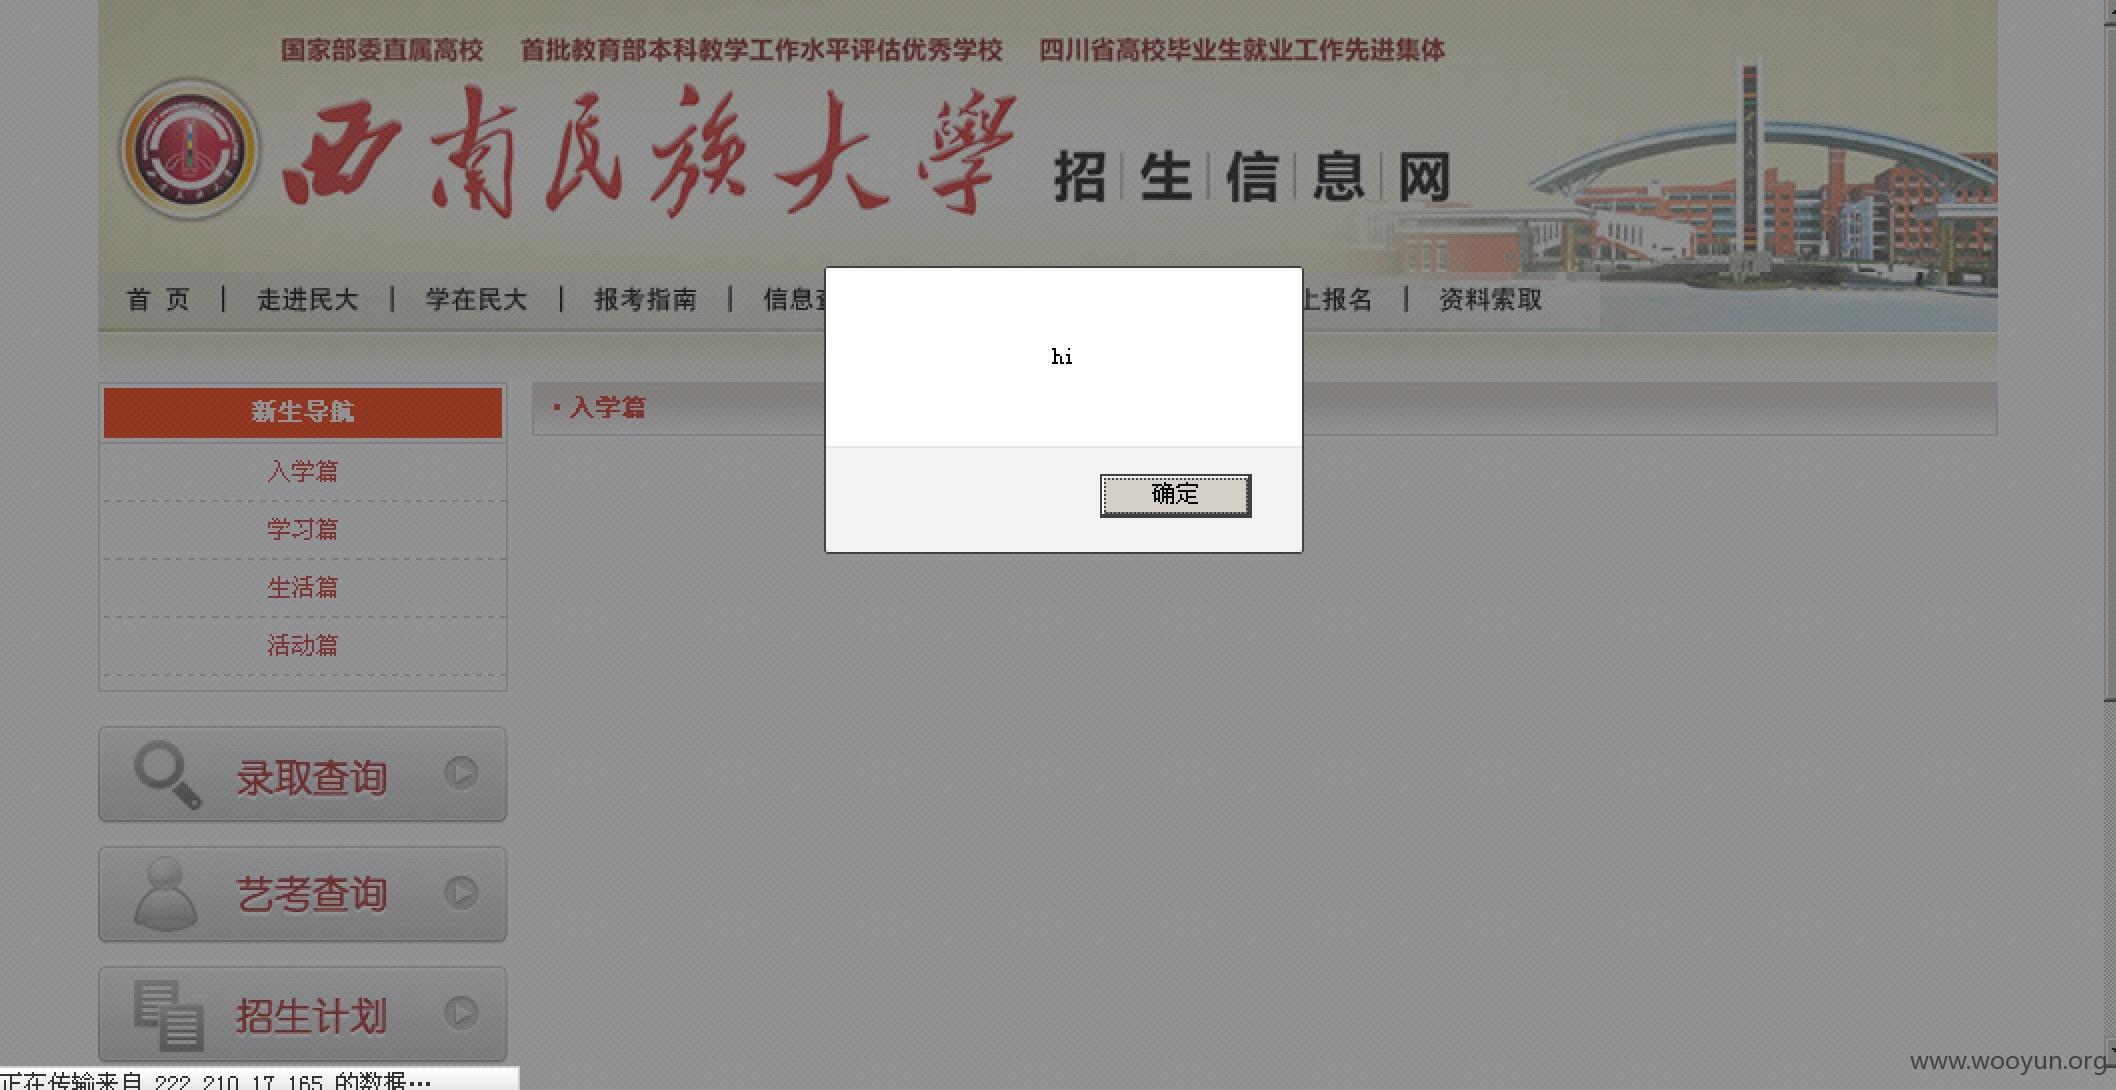 国家部委直属高校 首批教育部本科教学工作水平评估优秀学校 四川省高校毕业生就业工作先进集体
西南民族大學 招生信息网
首 页 | 走进民大 | 学在民大 | 报考指南 | 信息 上报名 | 资料索取
hi
确定
新生导航
入学篇
学习篇
生活篇
活动篇
▪ 入学篇
录取查询
艺考查询
招生计划
正在传输来自 222.210.17.165 的数据…
www.wooyun.org